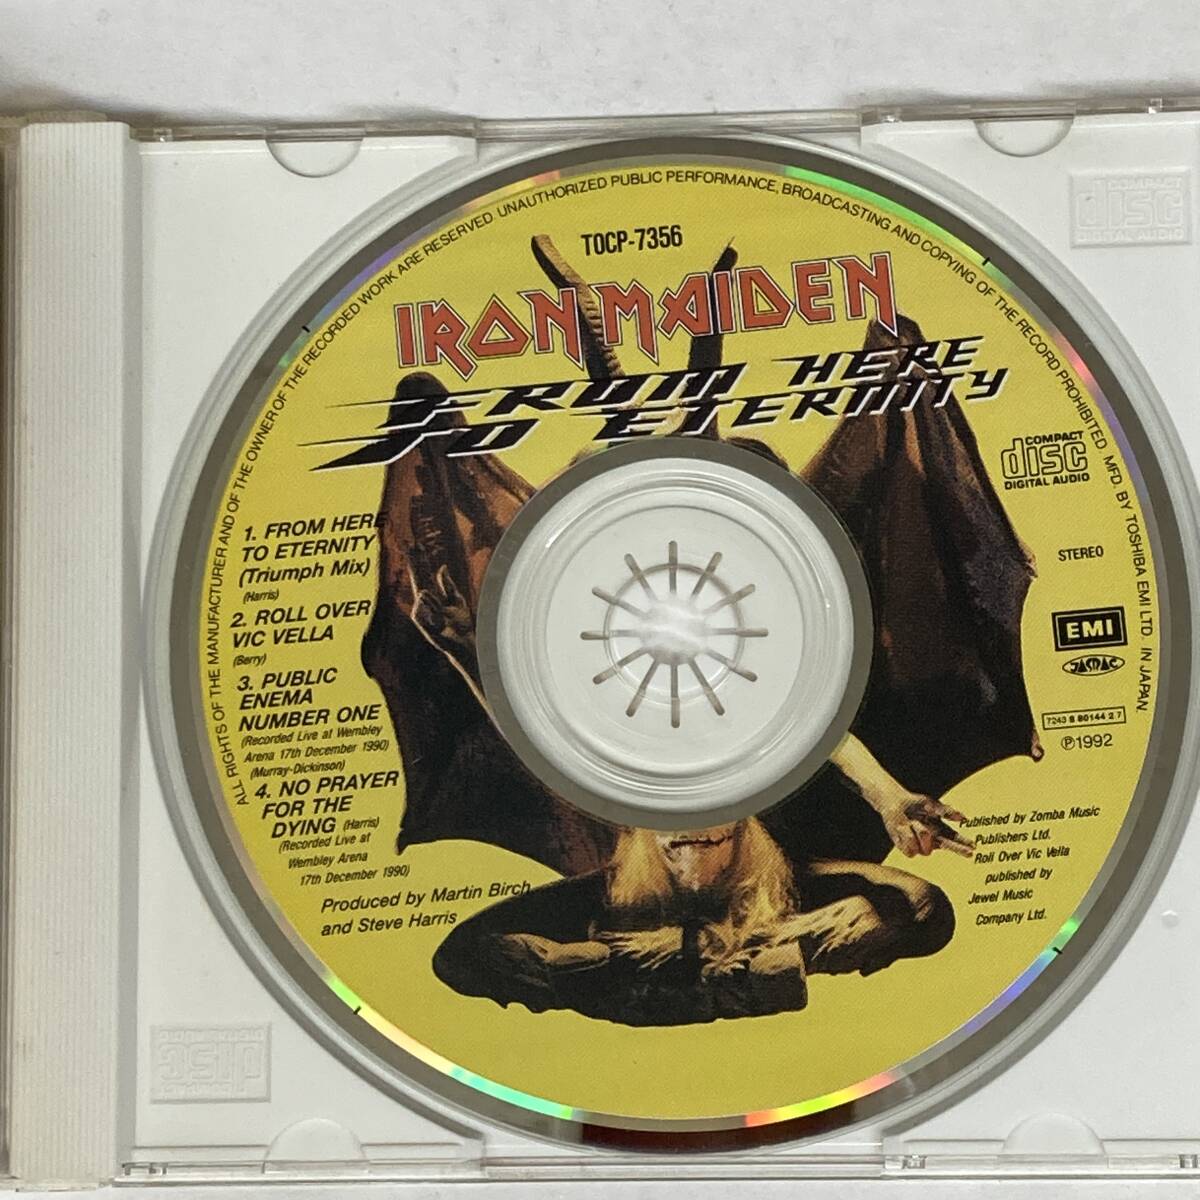 ALL RIGHTS OF THE MANUFACTURER AND OF THE OWNER OF THE RECORDED WORK ARE RESERVED. UNAUTHORIZED PUBLIC PERFORMANCE, BROADCASTING AND COPYING OF THE RECORD PROHIBITED. MFD. BY TOSHIBA EMI LTD. IN JAPAN.
TOCP-7356
IRON MAIDEN
FROM HERE
TO ETERNITY
COMPACT
disc
DIGITAL AUDIO
STEREO
EMI
JASRAC
7243 8 80144 2 7
Ⓟ1992
1. FROM HERE
TO ETERNITY
(Triumph Mix)
(Harris)
2. ROLL OVER
VIC VELLA
(Berry)
3. PUBLIC
ENEMA
NUMBER ONE
(Recorded Live at Wembley
Arena 17th December 1990)
(Murray-Dickinson)
4. NO PRAYER
FOR THE
DYING (Harris)
(Recorded Live at
Wembley Arena
17th December 1990)
Produced by Martin Birch
and Steve Harris
Published by Zomba Music
Publishers Ltd.
Roll Over Vic Vella
published by
Jewel Music
Company Ltd.
COMPACT
disc
DIGITAL AUDIO
COMPACT
disc
DIGITAL AUDIO